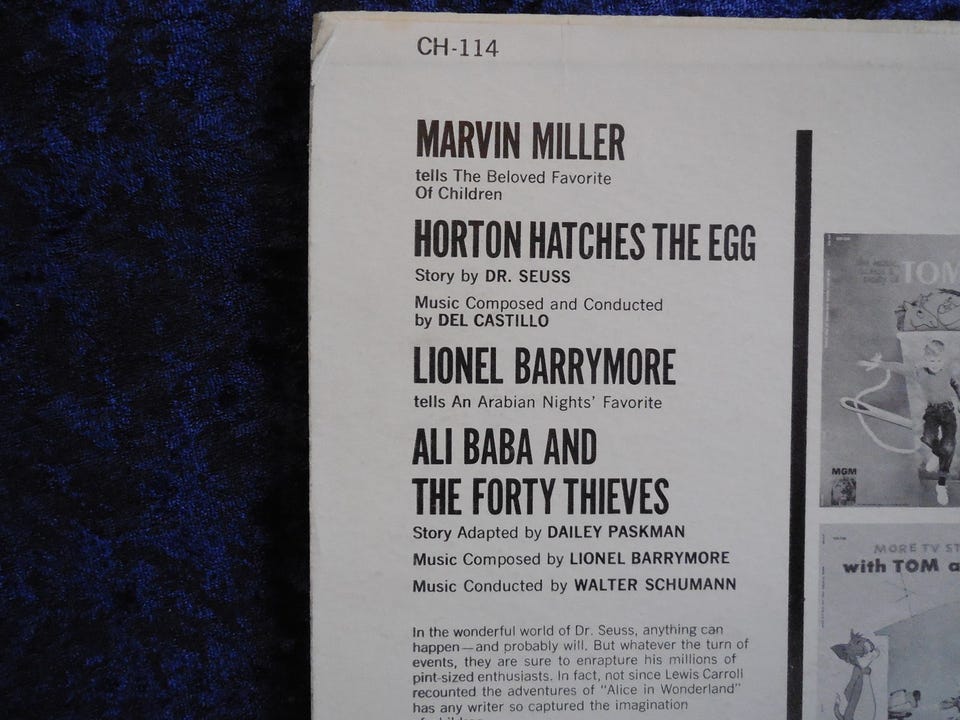 CH-114
MARVIN MILLER
tells The Beloved Favorite
Of Children
HORTON HATCHES THE EGG
Story by DR. SEUSS
Music Composed and Conducted
by DEL CASTILLO
LIONEL BARRYMORE
tells An Arabian Nights' Favorite
ALI BABA AND
THE FORTY THIEVES
Story Adapted by DAILEY PASKMAN
Music Composed by LIONEL BARRYMORE
Music Conducted by WALTER SCHUMANN
In the wonderful world of Dr. Seuss, anything can
happen—and probably will. But whatever the turn of
events, they are sure to enrapture his millions of
pint-sized enthusiasts. In fact, not since Lewis Carroll
recounted the adventures of "Alice in Wonderland"
has any writer so captured the imagination
TOM
MGM
MORE TV ST
with TOM a